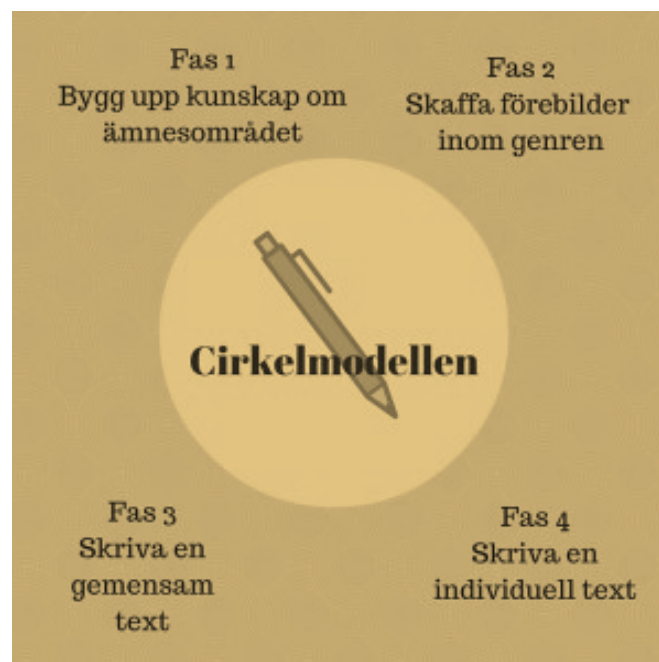 Fas 1
Bygg upp kunskap om
ämnesområdet
Fas 2
Skaffa förebilder
inom genren
Cirkelmodellen
Fas 3
Skriva en
gemensam
text
Fas 4
Skriva en
individuell text